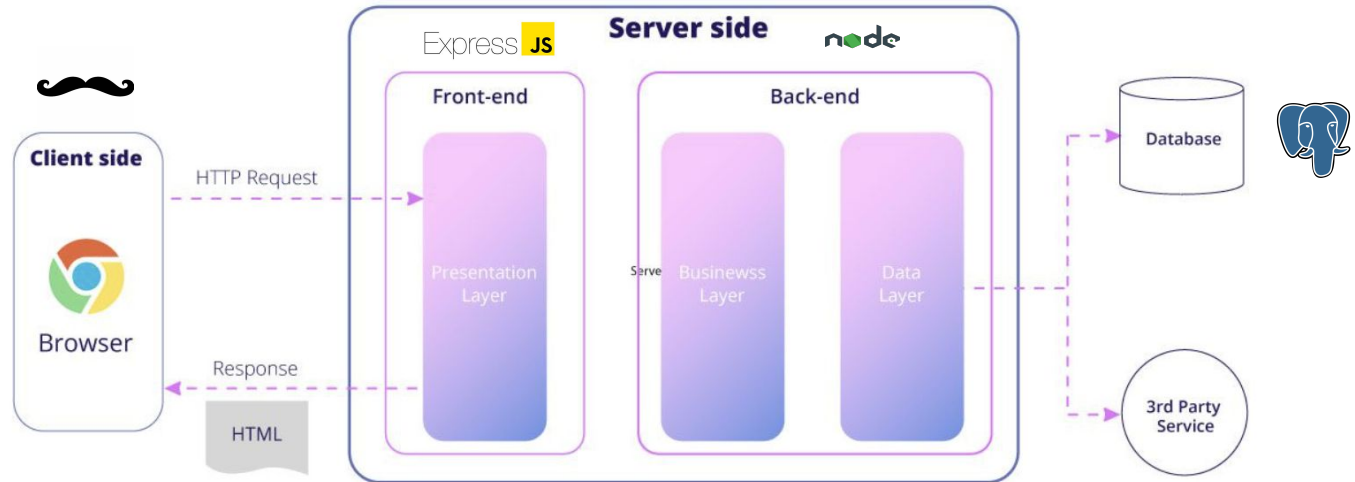 Express JS
Server side
node
Front-end
Back-end
Client side
HTTP Request
Database
Presentation
Layer
Serve
Businewss
Layer
Data
Layer
Browser
Response
HTML
3rd Party
Service